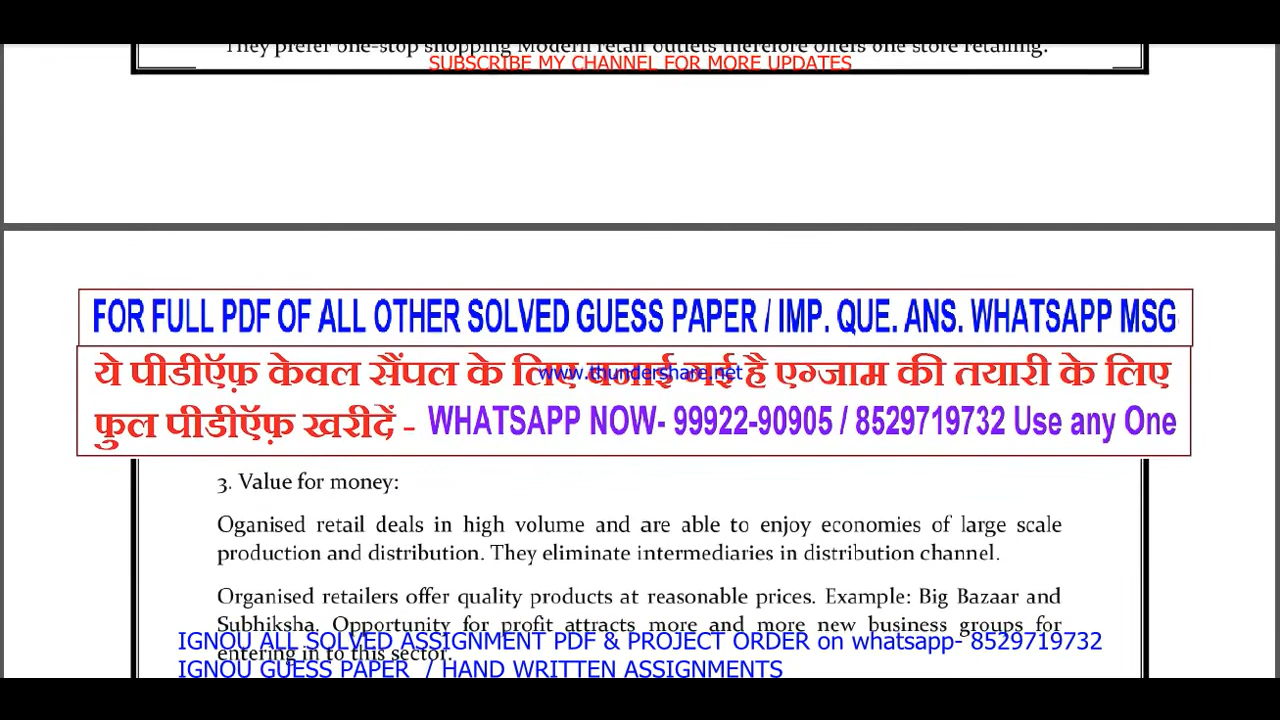 They prefer one-stop shopping Modern retail outlets therefore offers one store retailing.
SUBSCRIBE MY CHANNEL FOR MORE UPDATES
FOR FULL PDF OF ALL OTHER SOLVED GUESS PAPER / IMP. QUE. ANS. WHATSAPP MSG
ये पीडीऍफ़ केवल सैंपल के लिए बनाई गई है एग्जाम की तयारी के लिए
www.thundershare.net
फुल पीडीऍफ़ खरीदें - WHATSAPP NOW- 99922-90905 / 8529719732 Use any One
3. Value for money:
Oganised retail deals in high volume and are able to enjoy economies of large scale
production and distribution. They eliminate intermediaries in distribution channel.
Organised retailers offer quality products at reasonable prices. Example: Big Bazaar and
Subhiksha. Opportunity for profit attracts more and more new business groups for
IGNOU ALL SOLVED ASSIGNMENT PDF & PROJECT ORDER on whatsapp- 8529719732
entering in to this sector.
IGNOU GUESS PAPER / HAND WRITTEN ASSIGNMENTS